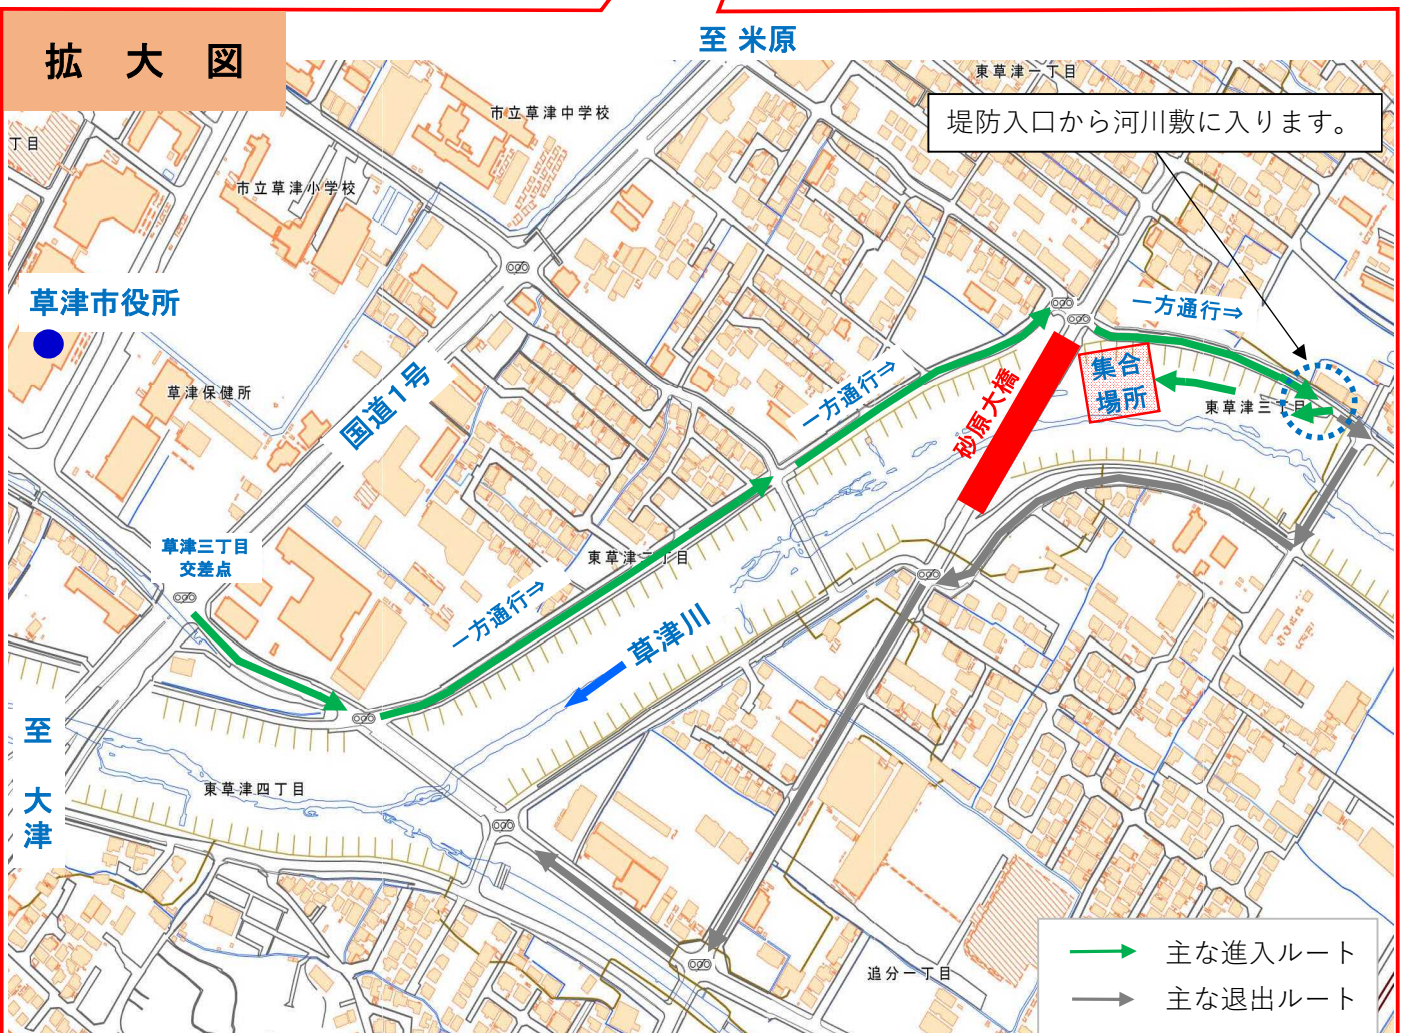 拡大図
至 米原
東草津一丁目
市立草津中学校
堤防入口から河川敷に入ります。
丁目
市立草津小学校
草津市役所
一方通行⇒
草津保健所
国道1号
一方通行⇒
砂原大橋
集合
場所
東草津三丁目
草津三丁目
交差点
東草津二丁目
一方通行⇒
草津川
至
大
津
東草津四丁目
追分一丁目
主な進入ルート
主な退出ルート